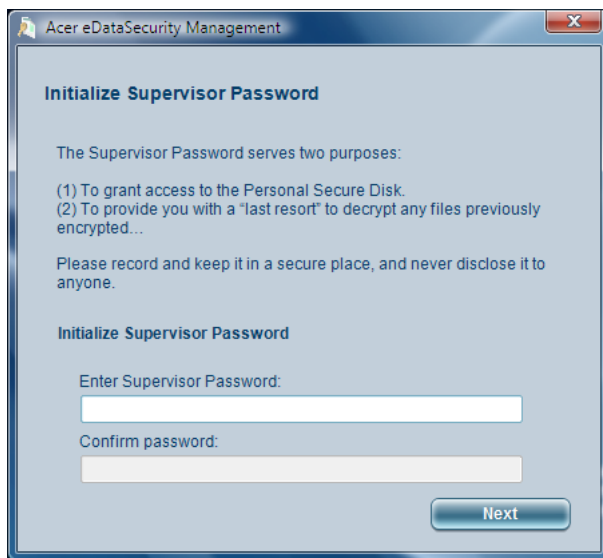 Acer eDataSecurity Management
Initialize Supervisor Password
The Supervisor Password serves two purposes:
(1) To grant access to the Personal Secure Disk.
(2) To provide you with a “last resort” to decrypt any files previously
encrypted...
Please record and keep it in a secure place, and never disclose it to
anyone.
Initialize Supervisor Password
Enter Supervisor Password:
Confirm password:
Next